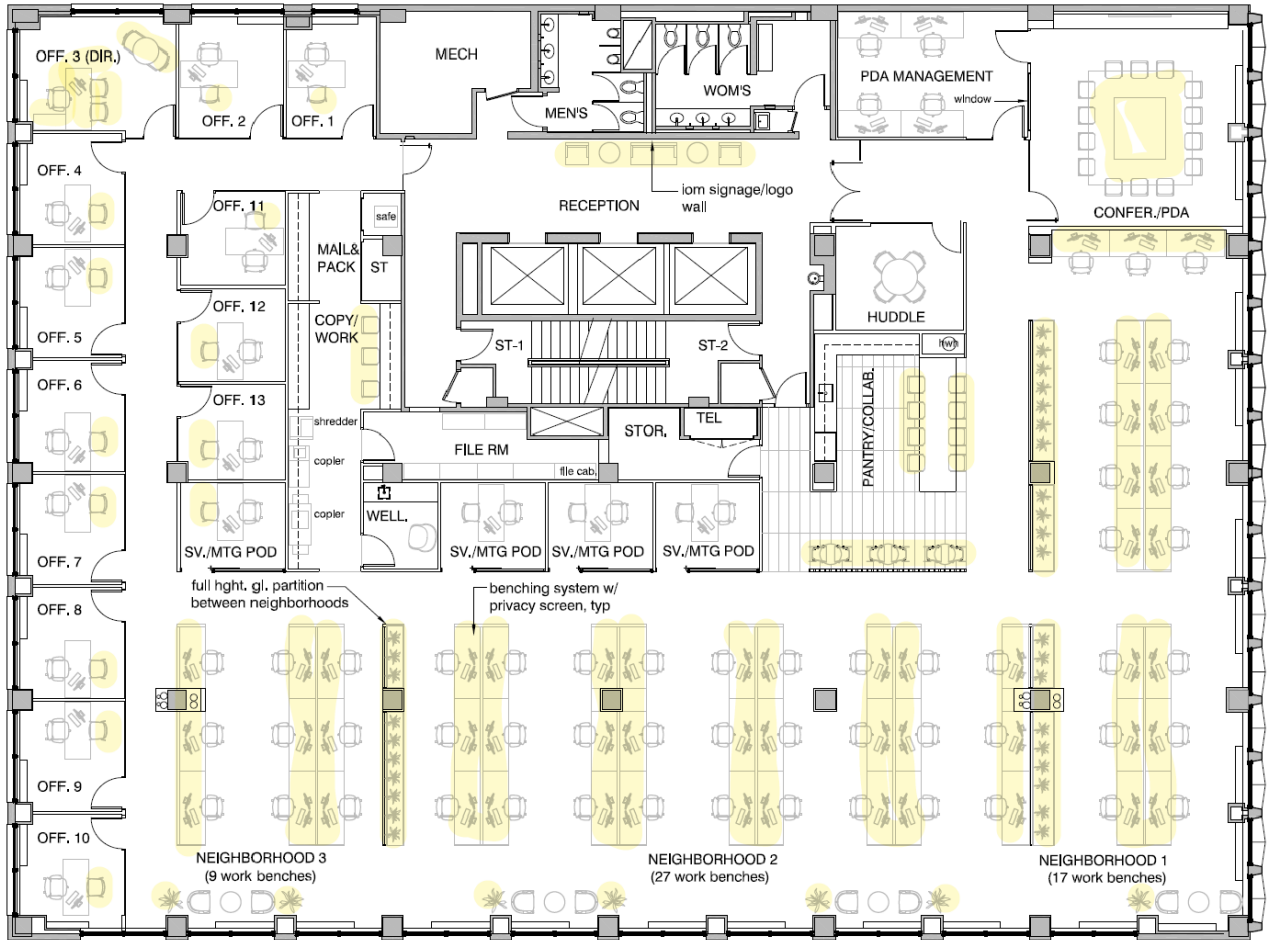 OFF. 3 (DIR.)
OFF. 2
OFF. 1
MECH
MEN'S
WOM'S
PDA MANAGEMENT
window
CONFER./PDA
iom signage/logo
wall
RECEPTION
OFF. 4
OFF. 5
OFF. 6
OFF. 7
OFF. 8
OFF. 9
OFF. 10
OFF. 11
OFF. 12
OFF. 13
MAIL&
PACK
safe
ST
COPY/
WORK
shredder
copier
copier
ST-1
ST-2
HUDDLE
hwh
PANTRY/COLLAB.
FILE RM
file cab.
STOR.
TEL
WELL.
SV./MTG POD
SV./MTG POD
SV./MTG POD
SV./MTG POD
full hght. gl. partition
between neighborhoods
benching system w/
privacy screen, typ
NEIGHBORHOOD 3
(9 work benches)
NEIGHBORHOOD 2
(27 work benches)
NEIGHBORHOOD 1
(17 work benches)